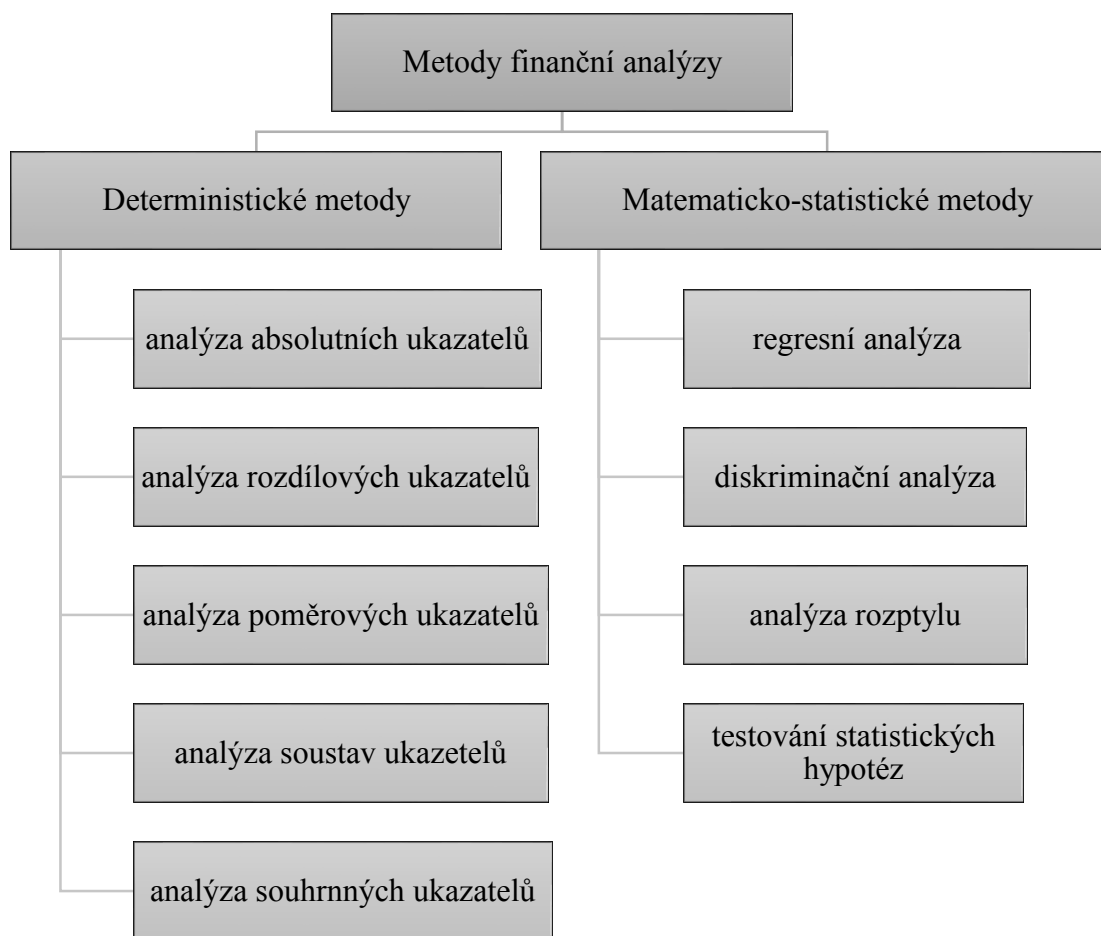 Metody finanční analýzy
Deterministické metody
analýza absolutních ukazatelů
analýza rozdílových ukazatelů
analýza poměrových ukazatelů
analýza soustav ukazetelů
analýza souhrnných ukazatelů
Matematicko-statistické metody
regresní analýza
diskriminační analýza
analýza rozptylu
testování statistických
hypotéz